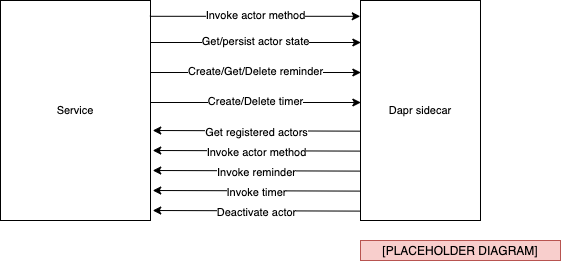 Service
Invoke actor method
Get/persist actor state
Create/Get/Delete reminder
Create/Delete timer
Get registered actors
Invoke actor method
Invoke reminder
Invoke timer
Deactivate actor
Dapr sidecar
[PLACEHOLDER DIAGRAM]